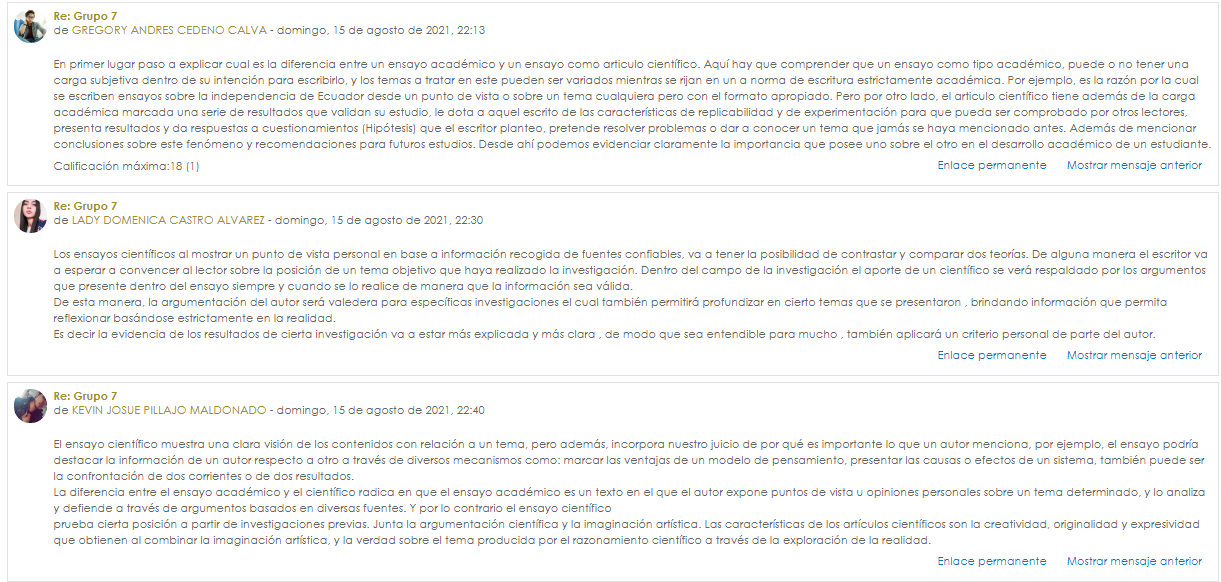 Re: Grupo 7
de GREGORY ANDRES CEDENO CALVA - domingo, 15 de agosto de 2021, 22:13
En primer lugar paso a explicar cual es la diferencia entre un ensayo académico y un ensayo como articulo científico. Aquí hay que comprender que un ensayo como tipo académico, puede o no tener una
carga subjetiva dentro de su intención para escribirlo, y los temas a tratar en este pueden ser variados mientras se rijan en un a norma de escritura estrictamente académica. Por ejemplo, es la razón por la cual
se escriben ensayos sobre la independencia de Ecuador desde un punto de vista o sobre un tema cualquiera pero con el formato apropiado. Pero por otro lado, el articulo científico tiene además de la carga
académica marcada una serie de resultados que validan su estudio, le dota a aquel escrito de las características de replicabilidad y de experimentación para que pueda ser comprobado por otros lectores,
presenta resultados y da respuestas a cuestionamientos (Hipótesis) que el escritor planteo, pretende resolver problemas o dar a conocer un tema que jamás se haya mencionado antes. Además de mencionar
conclusiones sobre este fenómeno y recomendaciones para futuros estudios. Desde ahí podemos evidenciar claramente la importancia que posee uno sobre el otro en el desarrollo académico de un estudiante.
Calificación máxima:18 (1)
Enlace permanente Mostrar mensaje anterior
Re: Grupo 7
de LADY DOMENICA CASTRO ALVAREZ - domingo, 15 de agosto de 2021, 22:30
Los ensayos científicos al mostrar un punto de vista personal en base a información recogida de fuentes confiables, va a tener la posibilidad de contrastar y comparar dos teorías. De alguna manera el escritor va
a esperar a convencer al lector sobre la posición de un tema objetivo que haya realizado la investigación. Dentro del campo de la investigación el aporte de un científico se verá respaldado por los argumentos
que presente dentro del ensayo siempre y cuando se lo realice de manera que la información sea válida.
De esta manera, la argumentación del autor será valedera para específicas investigaciones el cual también permitirá profundizar en cierto temas que se presentaron , brindando información que permita
reflexionar basándose estrictamente en la realidad.
Es decir la evidencia de los resultados de cierta investigación va a estar más explicada y más clara , de modo que sea entendible para mucho , también aplicará un criterio personal de parte del autor.
Enlace permanente Mostrar mensaje anterior
Re: Grupo 7
de KEVIN JOSUE PILLAJO MALDONADO - domingo, 15 de agosto de 2021, 22:40
El ensayo científico muestra una clara visión de los contenidos con relación a un tema, pero además, incorpora nuestro juicio de por qué es importante lo que un autor menciona, por ejemplo, el ensayo podría
destacar la información de un autor respecto a otro a través de diversos mecanismos como: marcar las ventajas de un modelo de pensamiento, presentar las causas o efectos de un sistema, también puede ser
la confrontación de dos corrientes o de dos resultados.
La diferencia entre el ensayo académico y el científico radica en que el ensayo académico es un texto en el que el autor expone puntos de vista u opiniones personales sobre un tema determinado, y lo analiza
y defiende a través de argumentos basados en diversas fuentes. Y por lo contrario el ensayo científico
prueba cierta posición a partir de investigaciones previas. Junta la argumentación científica y la imaginación artística. Las características de los artículos científicos son la creatividad, originalidad y expresividad
que obtienen al combinar la imaginación artística, y la verdad sobre el tema producida por el razonamiento científico a través de la exploración de la realidad.
Enlace permanente Mostrar mensaje anterior